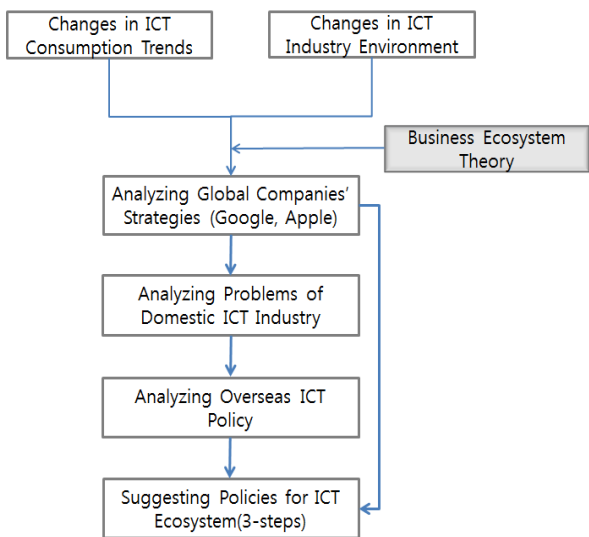 Changes in ICT
Consumption Trends
Changes in ICT
Industry Environment
Business Ecosystem
Theory
Analyzing Global Companies’
Strategies (Google, Apple)
Analyzing Problems of
Domestic ICT Industry
Analyzing Overseas ICT
Policy
Suggesting Policies for ICT
Ecosystem(3-steps)